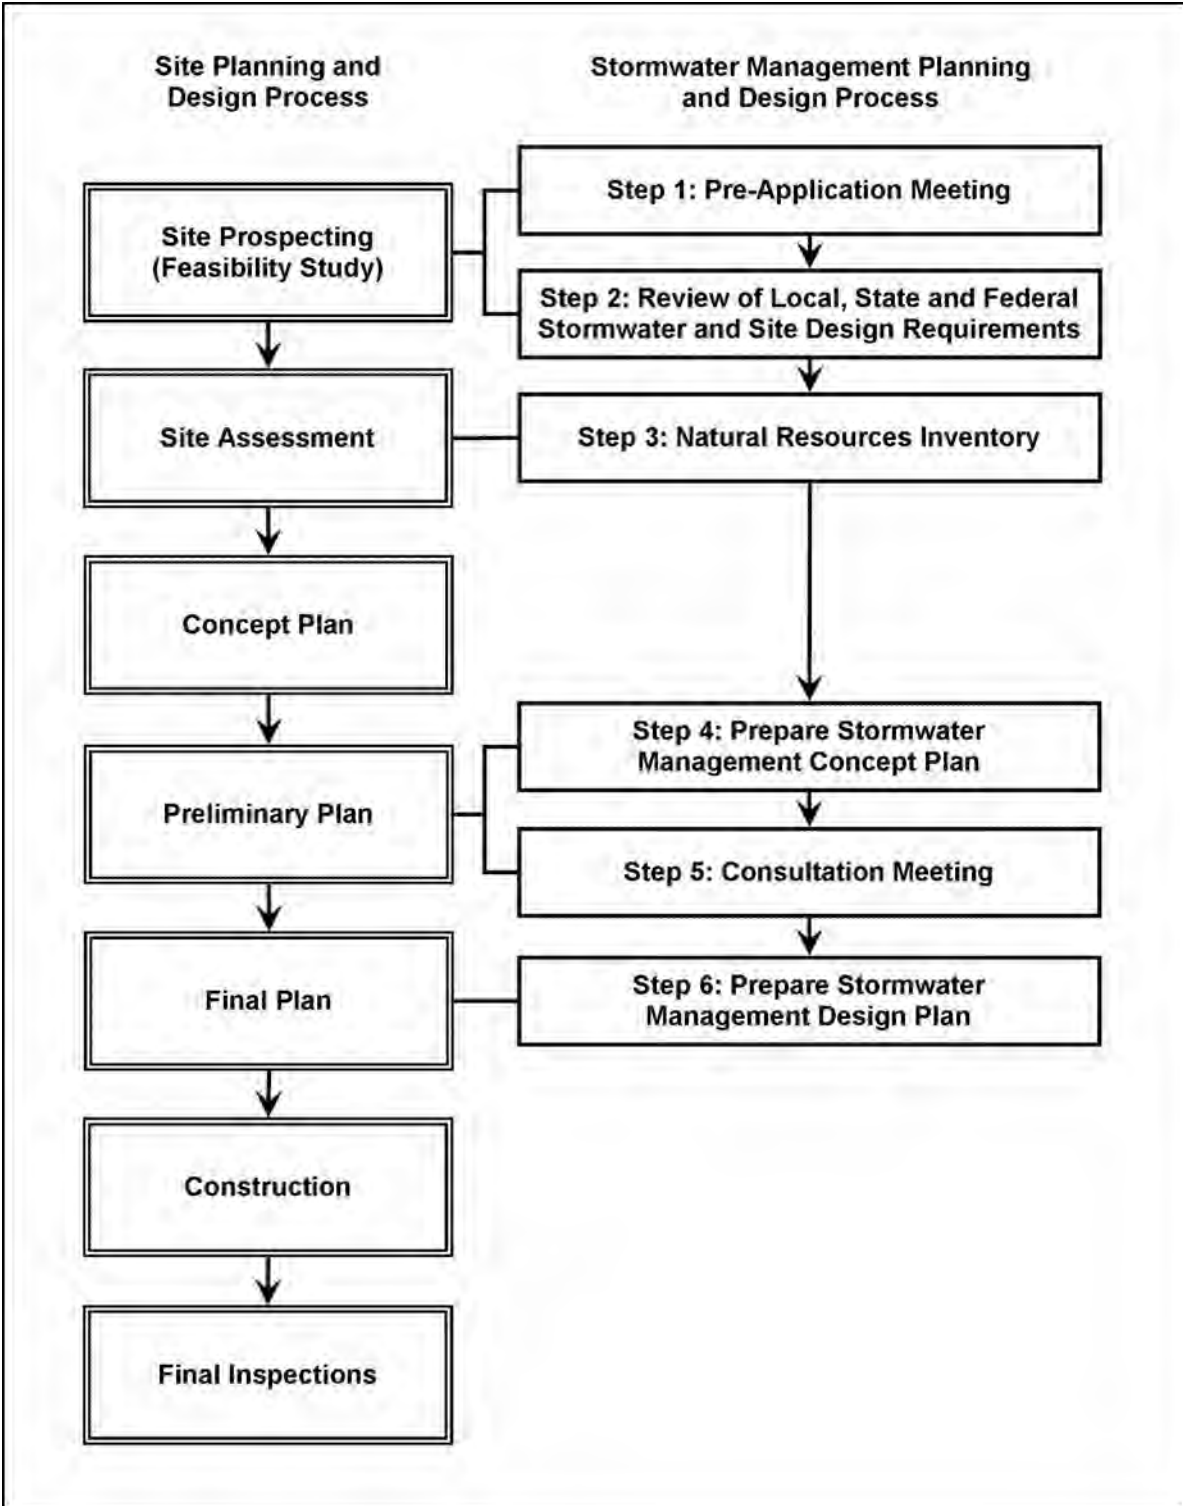 Site Planning and
Design Process
Stormwater Management Planning
and Design Process
Site Prospecting
(Feasibility Study)
Step 1: Pre-Application Meeting
Step 2: Review of Local, State and Federal
Stormwater and Site Design Requirements
Site Assessment
Step 3: Natural Resources Inventory
Concept Plan
Preliminary Plan
Step 4: Prepare Stormwater
Management Concept Plan
Step 5: Consultation Meeting
Final Plan
Step 6: Prepare Stormwater
Management Design Plan
Construction
Final Inspections